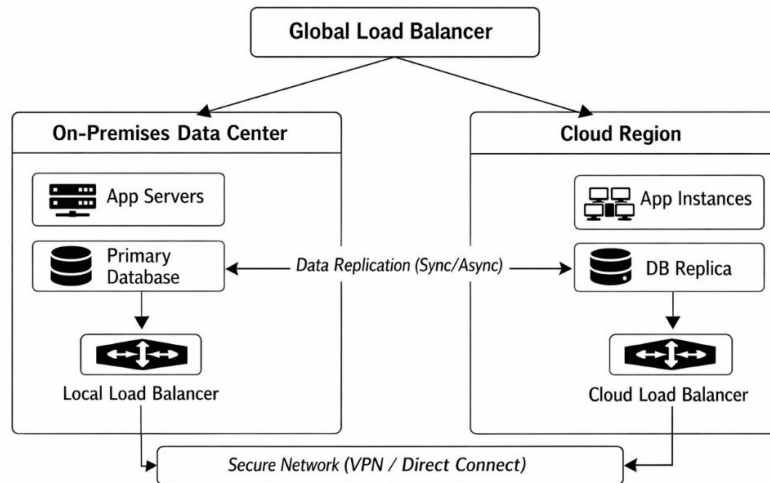 Global Load Balancer
On-Premises Data Center
App Servers
Primary
Database
Local Load Balancer
Data Replication (Sync/Async)
Cloud Region
App Instances
DB Replica
Cloud Load Balancer
Secure Network (VPN / Direct Connect)